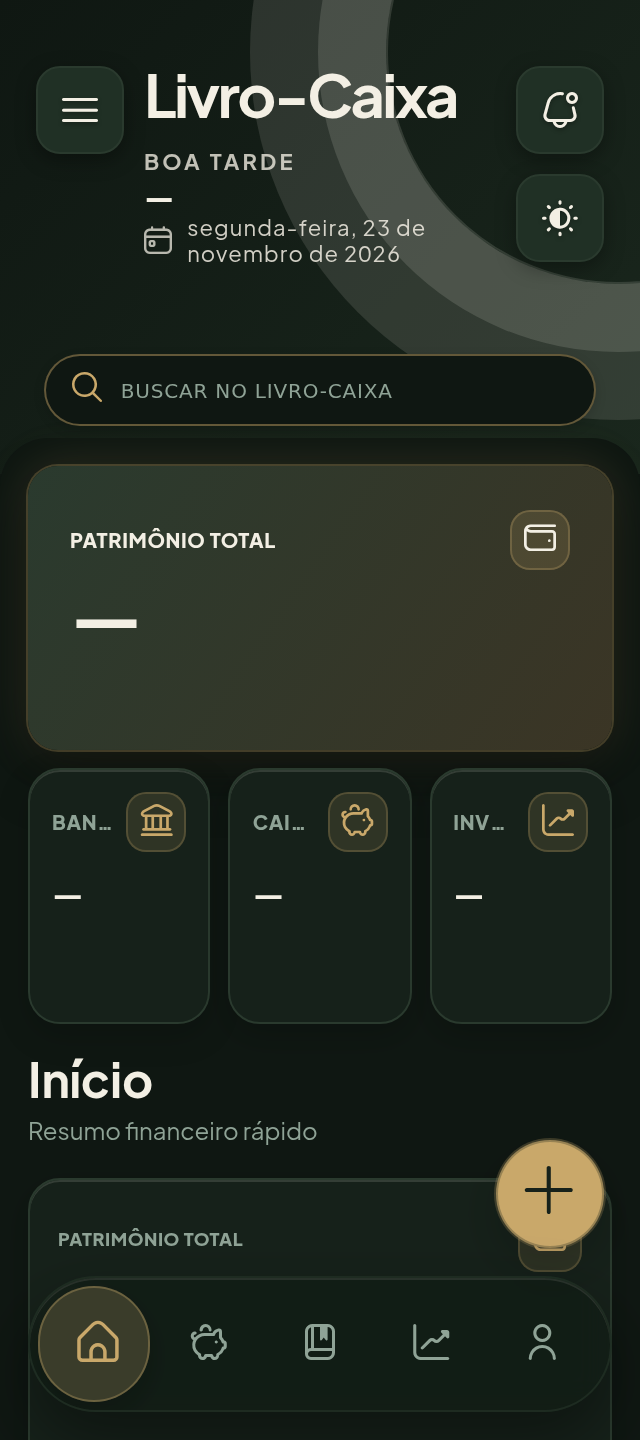 Livro-Caixa
BOA TARDE
—
segunda-feira, 23 de
novembro de 2026
BUSCAR NO LIVRO-CAIXA
PATRIMÔNIO TOTAL
—
BAN…
CAI…
INV…
—
—
—
Início
Resumo financeiro rápido
PATRIMÔNIO TOTAL